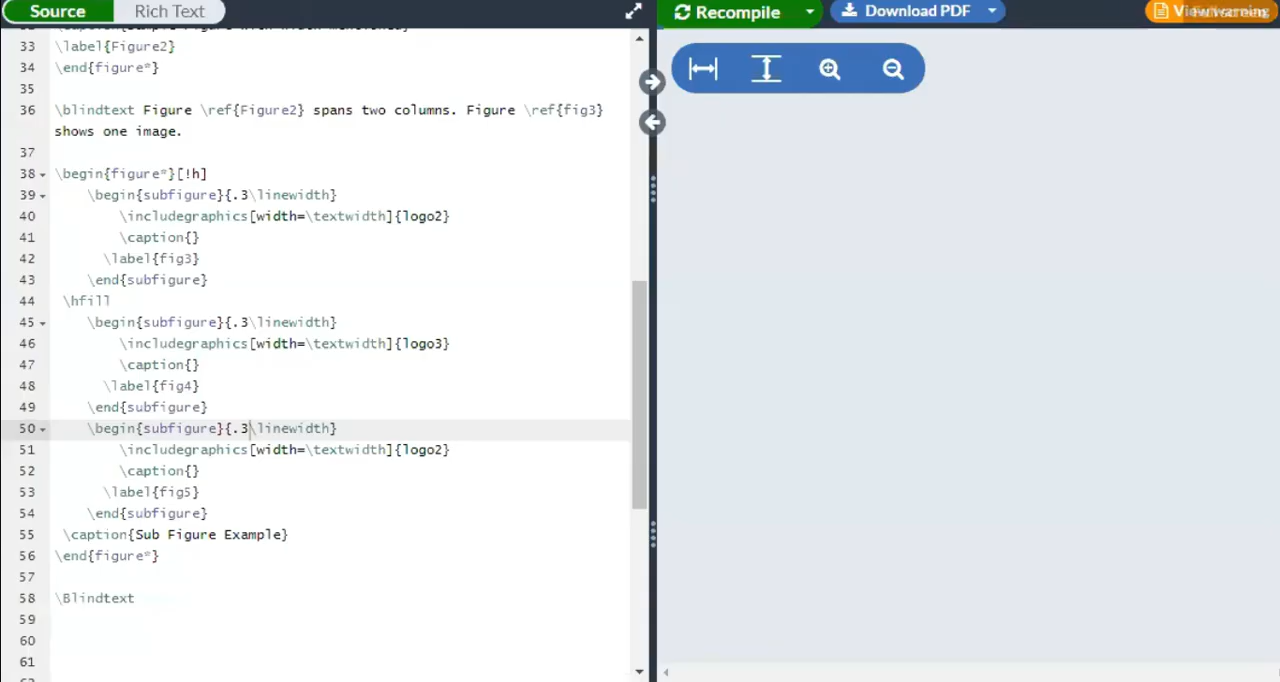 Source Rich Text
Recompile Download PDF
33 \label{Figure2}
34 \end{figure*}
35
36 \blindtext Figure \ref{Figure2} spans two columns. Figure \ref{fig3}
shows one image.
37
38 \begin{figure*}[!h]
39 \begin{subfigure}{.3\linewidth}
40 \includegraphics[width=\textwidth]{logo2}
41 \caption{}
42 \label{fig3}
43 \end{subfigure}
44 \hfill
45 \begin{subfigure}{.3\linewidth}
46 \includegraphics[width=\textwidth]{logo3}
47 \caption{}
48 \label{fig4}
49 \end{subfigure}
50 \begin{subfigure}{.3\linewidth}
51 \includegraphics[width=\textwidth]{logo2}
52 \caption{}
53 \label{fig5}
54 \end{subfigure}
55 \caption{Sub Figure Example}
56 \end{figure*}
57
58 \Blindtext
59
60
61